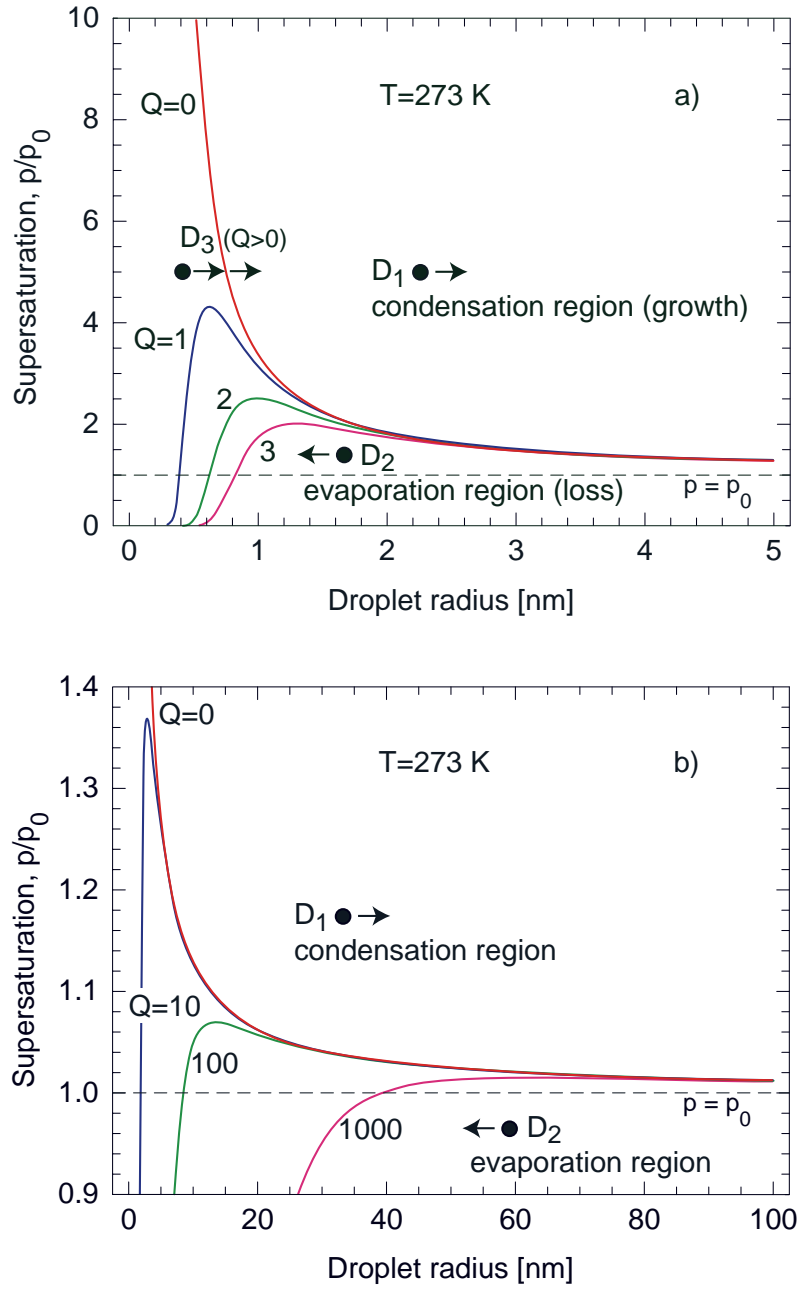 10
8
6
4
2
0
Supersaturation, p/p0
T=273 K
a)
Q=0
D3 (Q>0)
D1
condensation region (growth)
Q=1
2
3
D2
evaporation region (loss)
p = p0
0 1 2 3 4 5
Droplet radius [nm]
1.4
1.3
1.2
1.1
1.0
0.9
Supersaturation, p/p0
Q=0
T=273 K
b)
D1
condensation region
Q=10
100
1000
p = p0
D2
evaporation region
0 20 40 60 80 100
Droplet radius [nm]